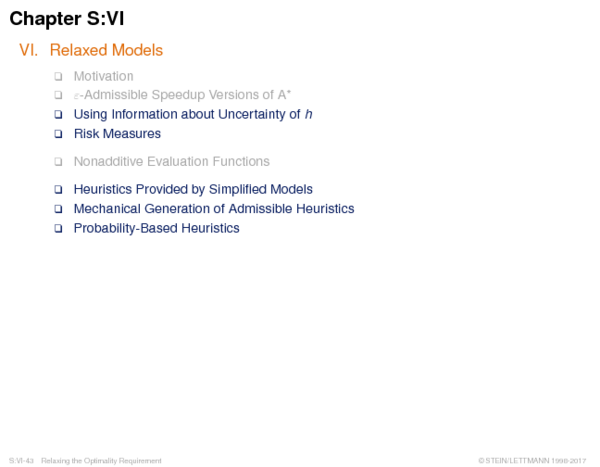 Chapter S:VI
VI. Relaxed Models
❑ Motivation
❑ ε-Admissible Speedup Versions of A*
❑ Using Information about Uncertainty of h
❑ Risk Measures
❑ Nonadditive Evaluation Functions
❑ Heuristics Provided by Simplified Models
❑ Mechanical Generation of Admissible Heuristics
❑ Probability-Based Heuristics
S:VI-43 Relaxing the Optimality Requirement
© STEIN/LETTMANN 1998-2017